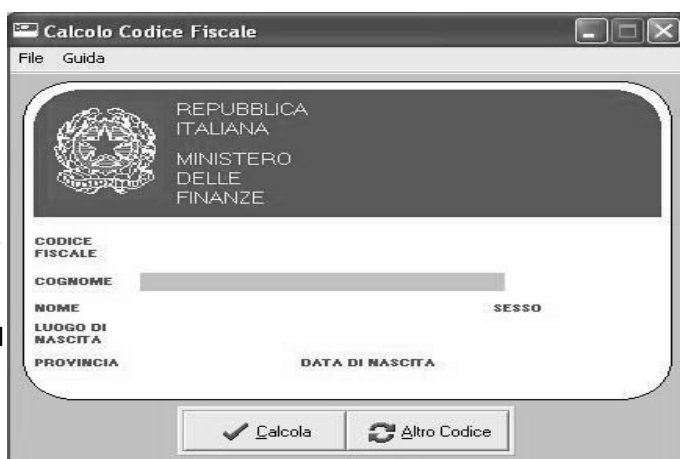 Calcolo Codice Fiscale
File Guida
REPUBBLICA
ITALIANA
MINISTERO
DELLE
FINANZE
CODICE
FISCALE
COGNOME
NOME SESSO
LUOGO DI
NASCITA
PROVINCIA DATA DI NASCITA
Calcola Altro Codice